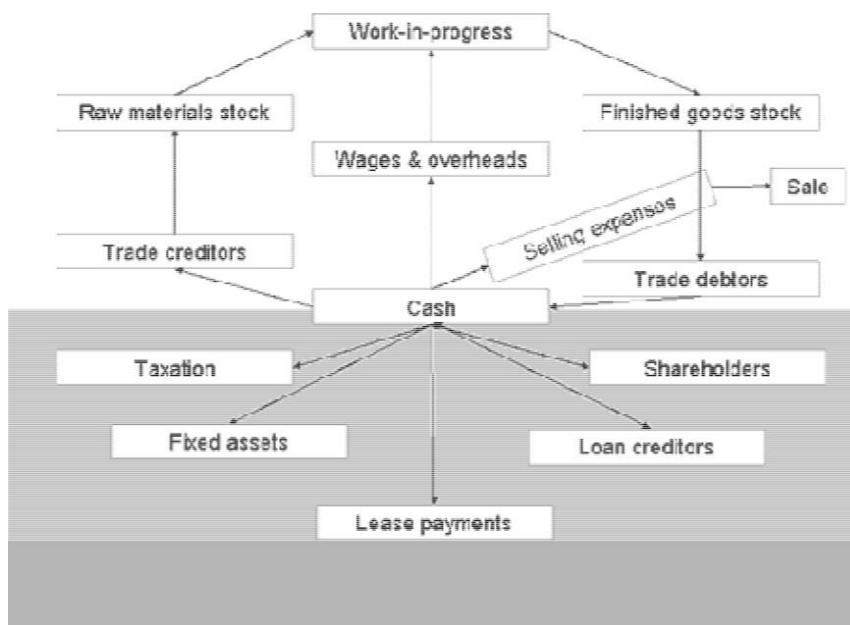 Work-in-progress
Raw materials stock
Finished goods stock
Wages & overheads
Sale
Selling expenses
Trade creditors
Trade debtors
Cash
Taxation
Shareholders
Fixed assets
Loan creditors
Lease payments